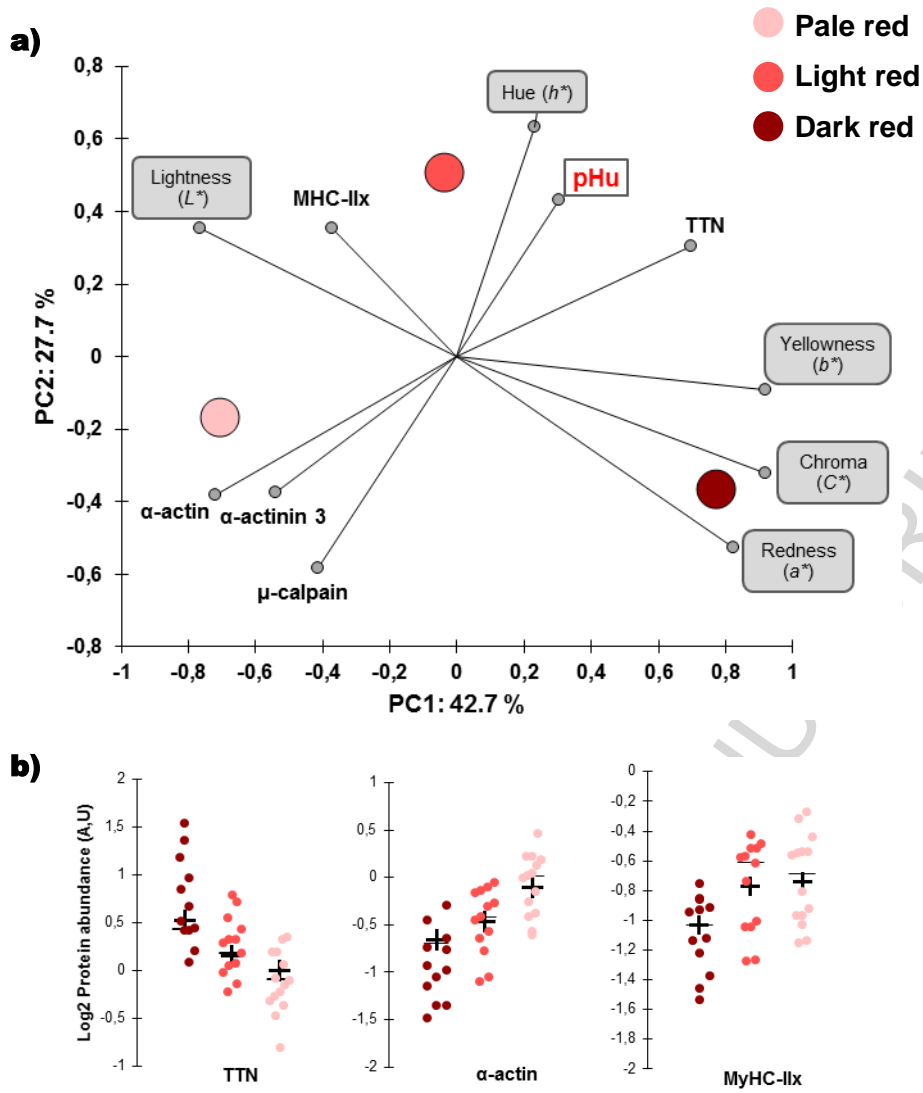 a)
Pale red
Light red
Dark red
0,8
0,6
0,4
0,2
0
-0,2
-0,4
-0,6
-0,8
PC2: 27.7 %
Hue (h*)
Lightness
(L*)
MHC-IIx
pHu
TTN
Yellowness
(b*)
Chroma
(C*)
Redness
(a*)
α-actin
α-actinin 3
μ-calpain
-1 -0,8 -0,6 -0,4 -0,2 0 0,2 0,4 0,6 0,8 1
PC1: 42.7 %
b)
Log2 Protein abundance (A,U)
2
1,5
1
0,5
0
-0,5
-1
TTN
1
0,5
0
-0,5
-1
-1,5
-2
α-actin
0
-0,2
-0,4
-0,6
-0,8
-1
-1,2
-1,4
-1,6
-1,8
-2
MyHC-IIx